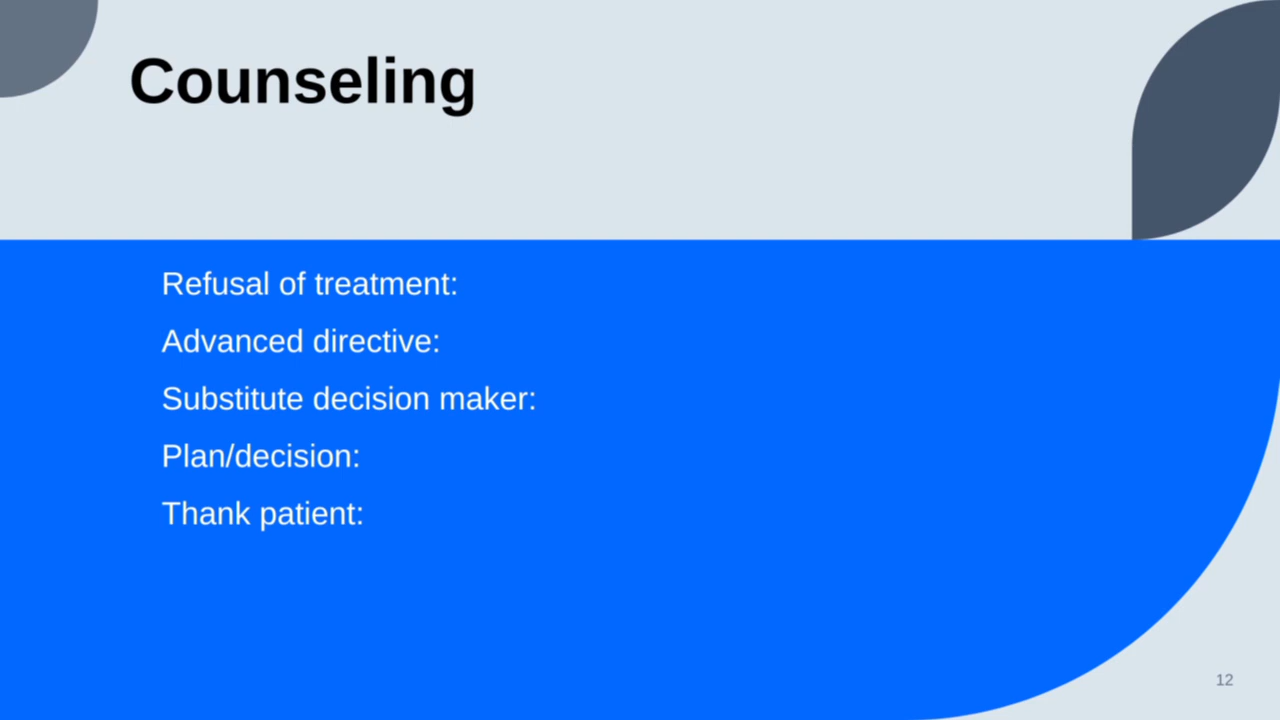 Counseling
Refusal of treatment:
Advanced directive:
Substitute decision maker:
Plan/decision:
Thank patient:
12